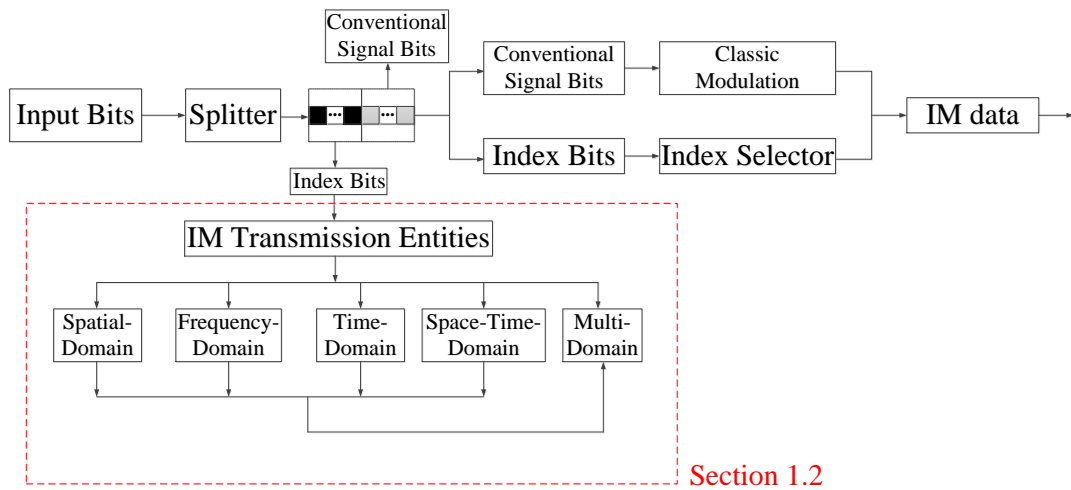 Conventional
Signal Bits
Input Bits
Splitter
Conventional
Signal Bits
Classic
Modulation
IM data
Index Bits
Index Selector
Index Bits
IM Transmission Entities
Spatial-
Domain
Frequency-
Domain
Time-
Domain
Space-Time-
Domain
Multi-
Domain
Section 1.2